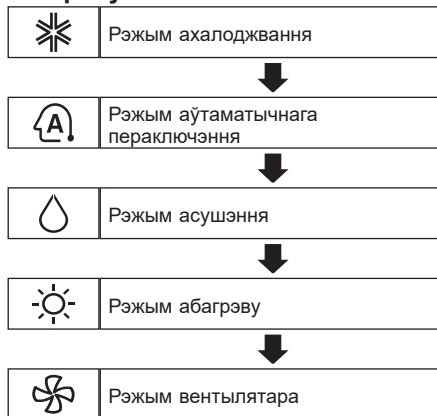 Рэжым ахалоджвання
A
Рэжым аўтаматычнага
пераключэння
Рэжым асушэння
Рэжым абагрэву
Рэжым вентылятара